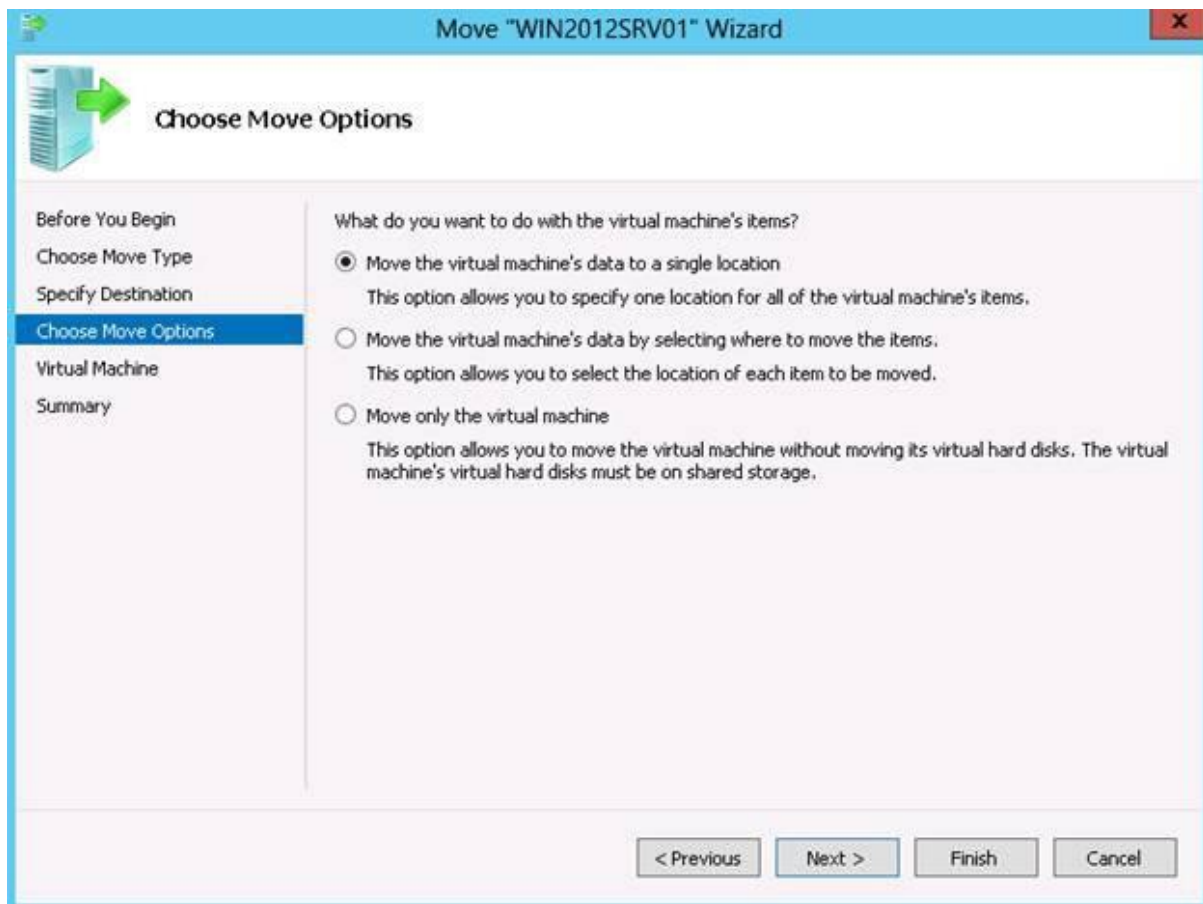 Move "WIN2012SRV01" Wizard
x
Choose Move Options
Before You Begin
Choose Move Type
Specify Destination
Choose Move Options
Virtual Machine
Summary
What do you want to do with the virtual machine's items?
Move the virtual machine's data to a single location
This option allows you to specify one location for all of the virtual machine's items.
Move the virtual machine's data by selecting where to move the items.
This option allows you to select the location of each item to be moved.
Move only the virtual machine
This option allows you to move the virtual machine without moving its virtual hard disks. The virtual
machine's virtual hard disks must be on shared storage.
< Previous
Next >
Finish
Cancel